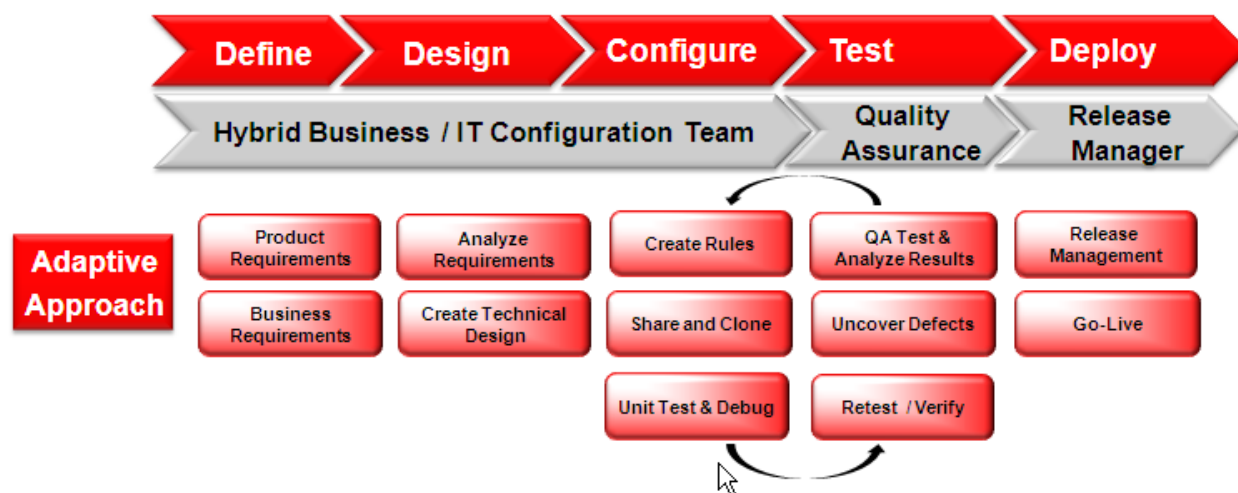 Define
Design
Configure
Test
Deploy
Hybrid Business / IT Configuration Team
Quality
Assurance
Release
Manager
Adaptive
Approach
Product
Requirements
Analyze
Requirements
Create Rules
QA Test &
Analyze Results
Release
Management
Business
Requirements
Create Technical
Design
Share and Clone
Uncover Defects
Go-Live
Unit Test & Debug
Retest / Verify